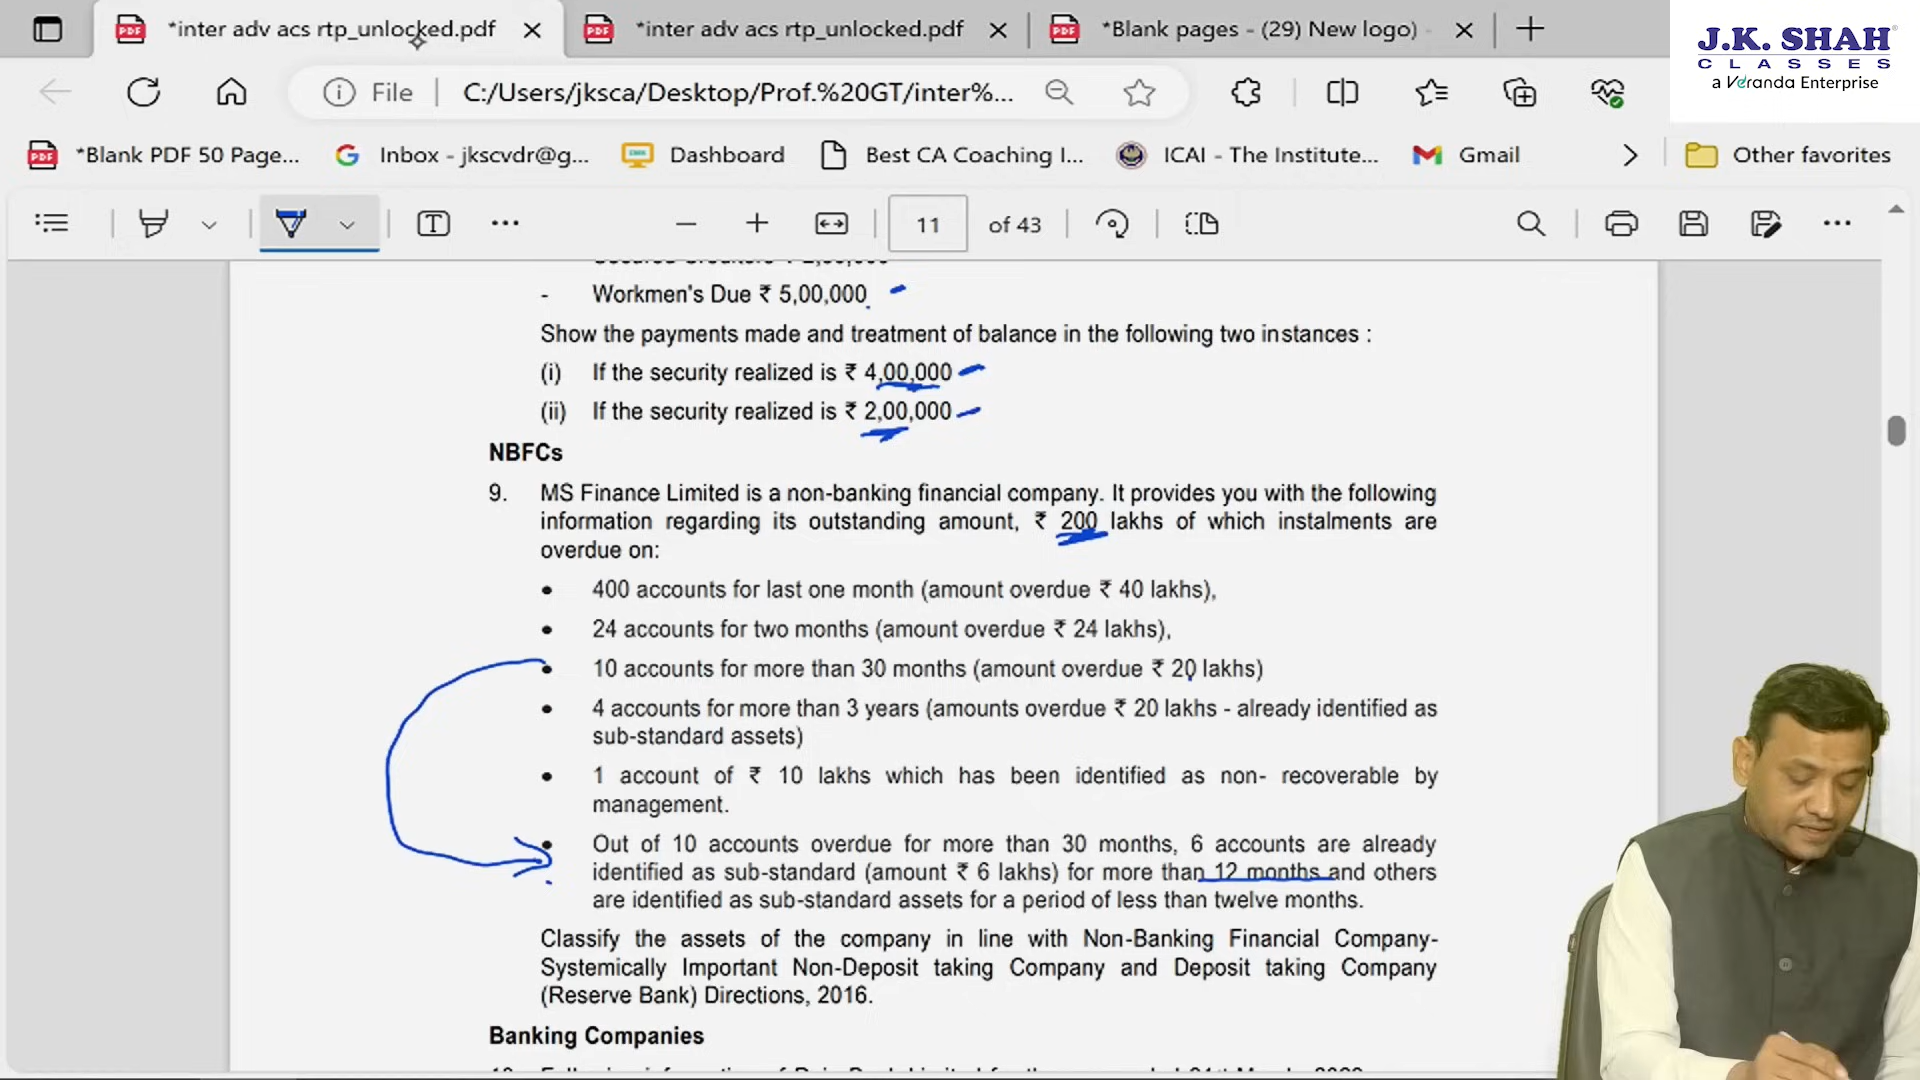 *inter adv acs rtp_unlocked.pdf
*inter adv acs rtp_unlocked.pdf
*Blank pages - (29) New logo)
J.K. SHAH®
CLASSES
a Veranda Enterprise
File
C:/Users/jksca/Desktop/Prof.%20GT/inter%...
*Blank PDF 50 Page...
Inbox - jkscvdr@g...
Dashboard
Best CA Coaching I...
ICAI - The Institute...
Gmail
Other favorites
11 of 43
- Workmen's Due ₹ 5,00,000
Show the payments made and treatment of balance in the following two instances :
(i) If the security realized is ₹ 4,00,000
(ii) If the security realized is ₹ 2,00,000
NBFCs
9. MS Finance Limited is a non-banking financial company. It provides you with the following
information regarding its outstanding amount, ₹ 200 lakhs of which instalments are
overdue on:
• 400 accounts for last one month (amount overdue ₹ 40 lakhs),
• 24 accounts for two months (amount overdue ₹ 24 lakhs),
• 10 accounts for more than 30 months (amount overdue ₹ 20 lakhs)
• 4 accounts for more than 3 years (amounts overdue ₹ 20 lakhs - already identified as
sub-standard assets)
• 1 account of ₹ 10 lakhs which has been identified as non- recoverable by
management.
• Out of 10 accounts overdue for more than 30 months, 6 accounts are already
identified as sub-standard (amount ₹ 6 lakhs) for more than 12 months and others
are identified as sub-standard assets for a period of less than twelve months.
Classify the assets of the company in line with Non-Banking Financial Company-
Systemically Important Non-Deposit taking Company and Deposit taking Company
(Reserve Bank) Directions, 2016.
Banking Companies